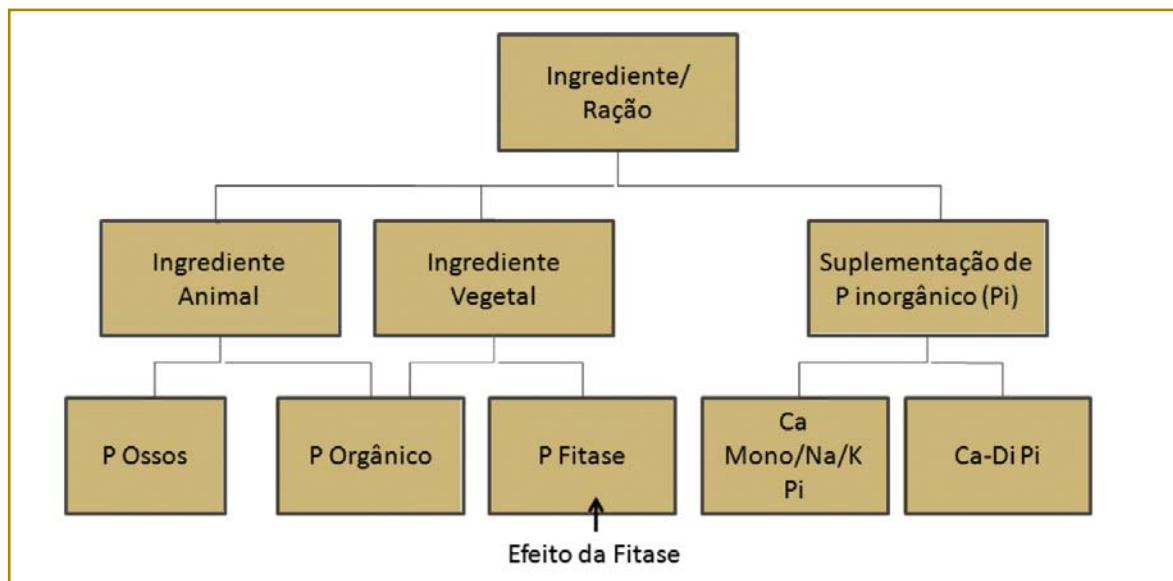 Ingrediente/
Ração
Ingrediente
Animal
Ingrediente
Vegetal
Suplementação de
P inorgânico (Pi)
P Ossos
P Orgânico
P Fitase
Ca
Mono/Na/K
Pi
Ca-Di Pi
Efeito da Fitase